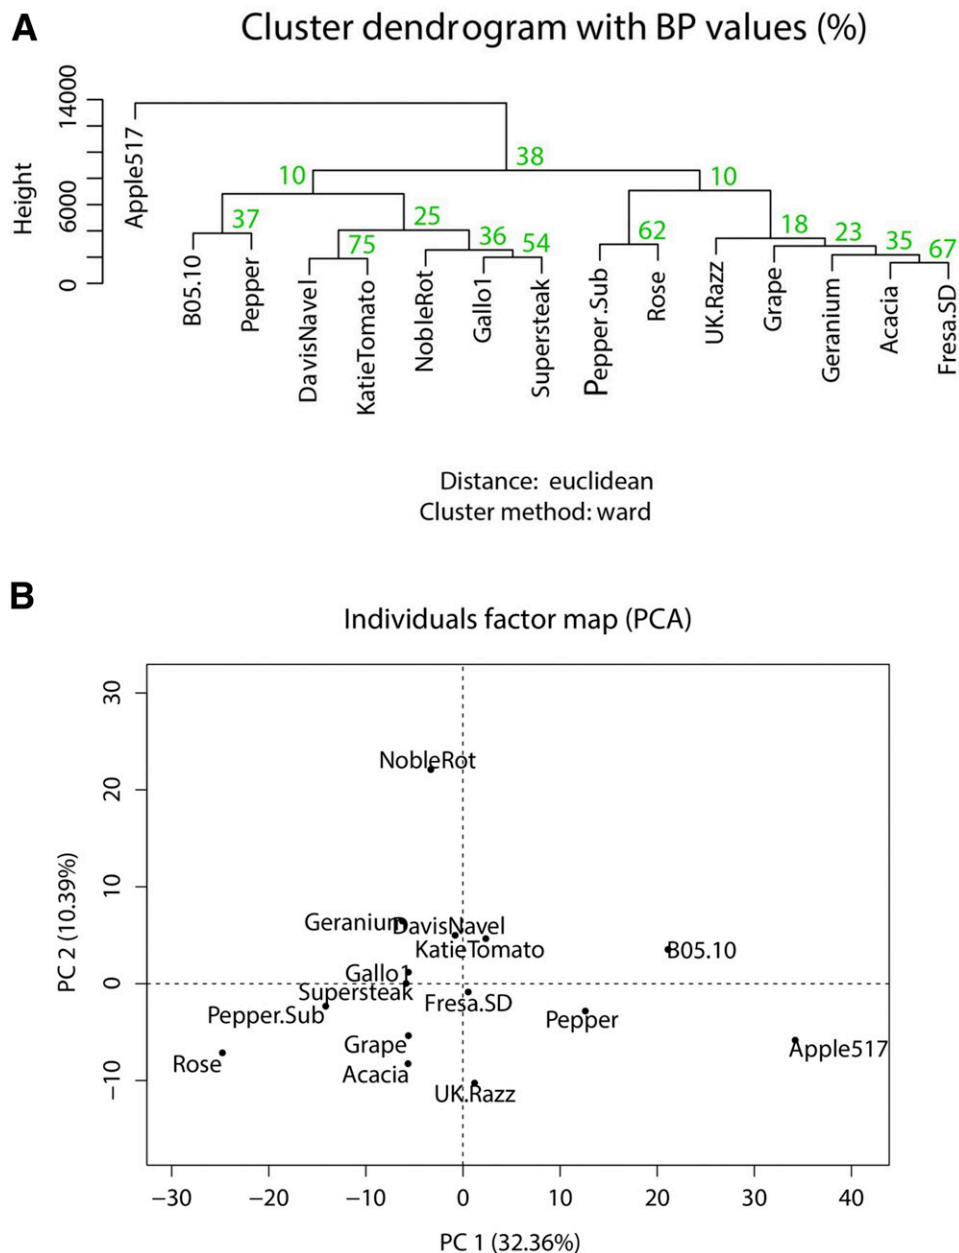 A
Cluster dendrogram with BP values (%)
Height
14000
6000
0
38
10
10
37
25
75
36
54
62
18
23
35
67
Apple517
B05.10
Pepper
DavisNavel
KatieTomato
NobleRot
Gallo1
Supersteak
Pepper.Sub
Rose
UK.Razz
Grape
Geranium
Acacia
Fresa.SD
Distance: euclidean
Cluster method: ward
B
Individuals factor map (PCA)
PC 2 (10.39%)
30
20
10
0
−10
NobleRot
Geranium
DavisNavel
KatieTomato
B05.10
Gallo1
Supersteak
Fresa.SD
Pepper.Sub
Pepper
Grape
Apple517
Rose
Acacia
UK.Razz
−30 −20 −10 0 10 20 30 40
PC 1 (32.36%)